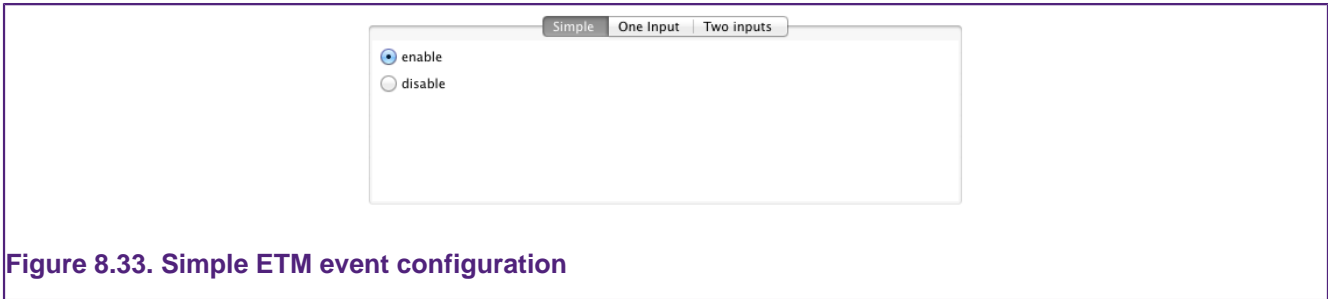 Simple One Input Two inputs
enable
disable
Figure 8.33. Simple ETM event configuration